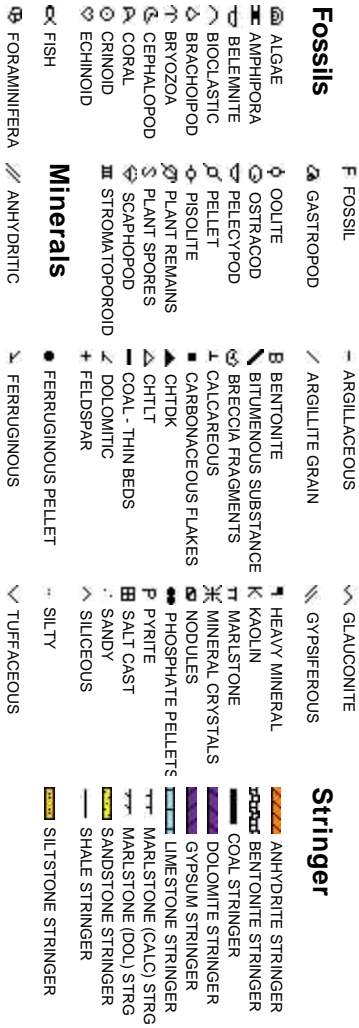 Fossils
ALGAE
AMPHIPORA
BELEMNITE
BIOCLASTIC
BRACHIOPOD
BRYOZOA
CEPHALOPOD
CORAL
CRINOID
ECHINOID
FISH
FORAMINIFERA
F FOSSIL
GASTROPOD
OOLITE
OSTRACOD
PELECYPOD
PELLET
PISOLITE
PLANT REMAINS
PLANT SPORES
SCAPHOPOD
STROMATOPOROID
Minerals
ANHYDRITIC
ARGILLACEOUS
ARGILLITE GRAIN
B BENTONITE
BITUMENOUS SUBSTANCE
BRECCIA FRAGMENTS
CALCAREOUS
CARBONACEOUS FLAKES
CHTDK
CHTLT
COAL - THIN BEDS
DOLOMITIC
FELDSPAR
FERRUGINOUS PELLET
FERRUGINOUS
GLAUCONITE
GYPSIFEROUS
HEAVY MINERAL
K KAOLIN
MARLSTONE
MINERAL CRYSTALS
NODULES
PHOSPHATE PELLETS
P PYRITE
SALT CAST
SANDY
SILICEOUS
SILTY
TUFFACEOUS
Stringer
ANHYDRITE STRINGER
BENTONITE STRINGER
COAL STRINGER
DOLOMITE STRINGER
GYPSUM STRINGER
LIMESTONE STRINGER
MARLSTONE (CALC) STRG
MARLSTONE (DOL) STRG
SANDSTONE STRINGER
SHALE STRINGER
SILTSTONE STRINGER